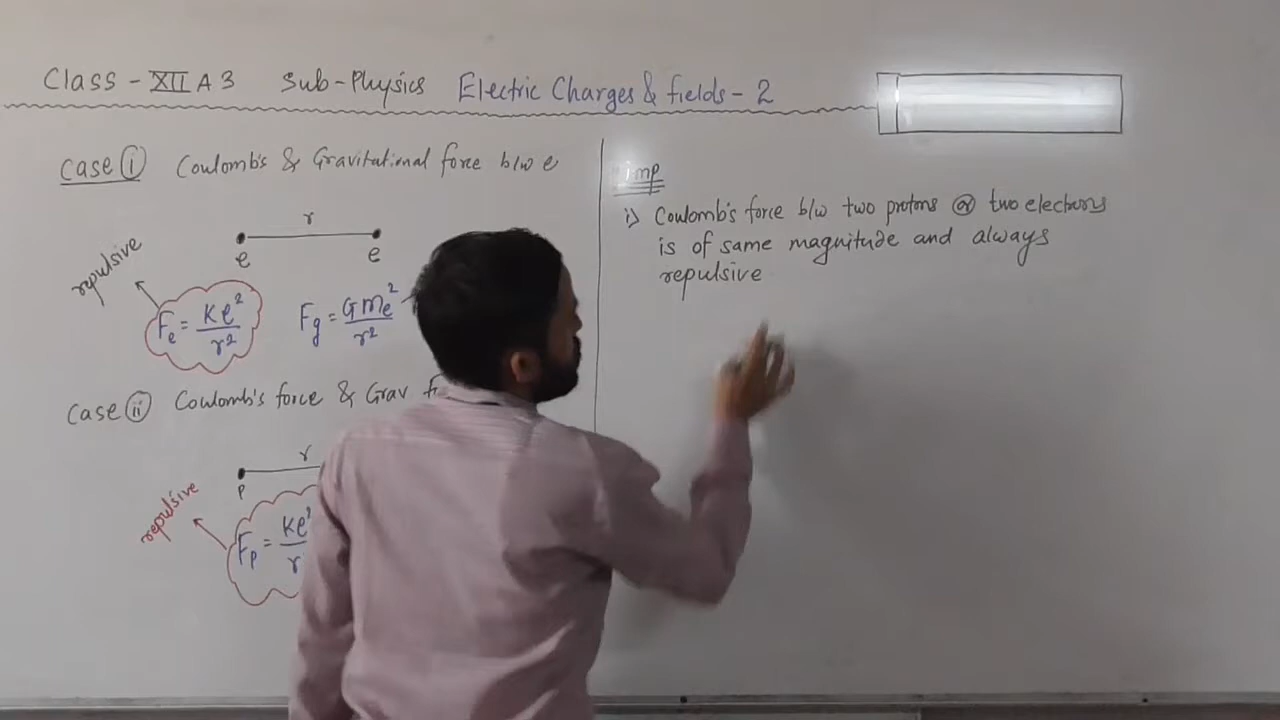 Class - XII A 3 Sub-Physics Electric Charges & fields - 2
Case (i) Coulomb's & Gravitational force b/w e
r
e e
repulsive
Fe = Ke²/r² Fg = Gme²/r²
Case (ii) Coulomb's force & Grav
r
p
repulsive
Fp = Ke²/r
imp
i) Coulomb's force b/w two protons or two electrons
is of same magnitude and always
repulsive